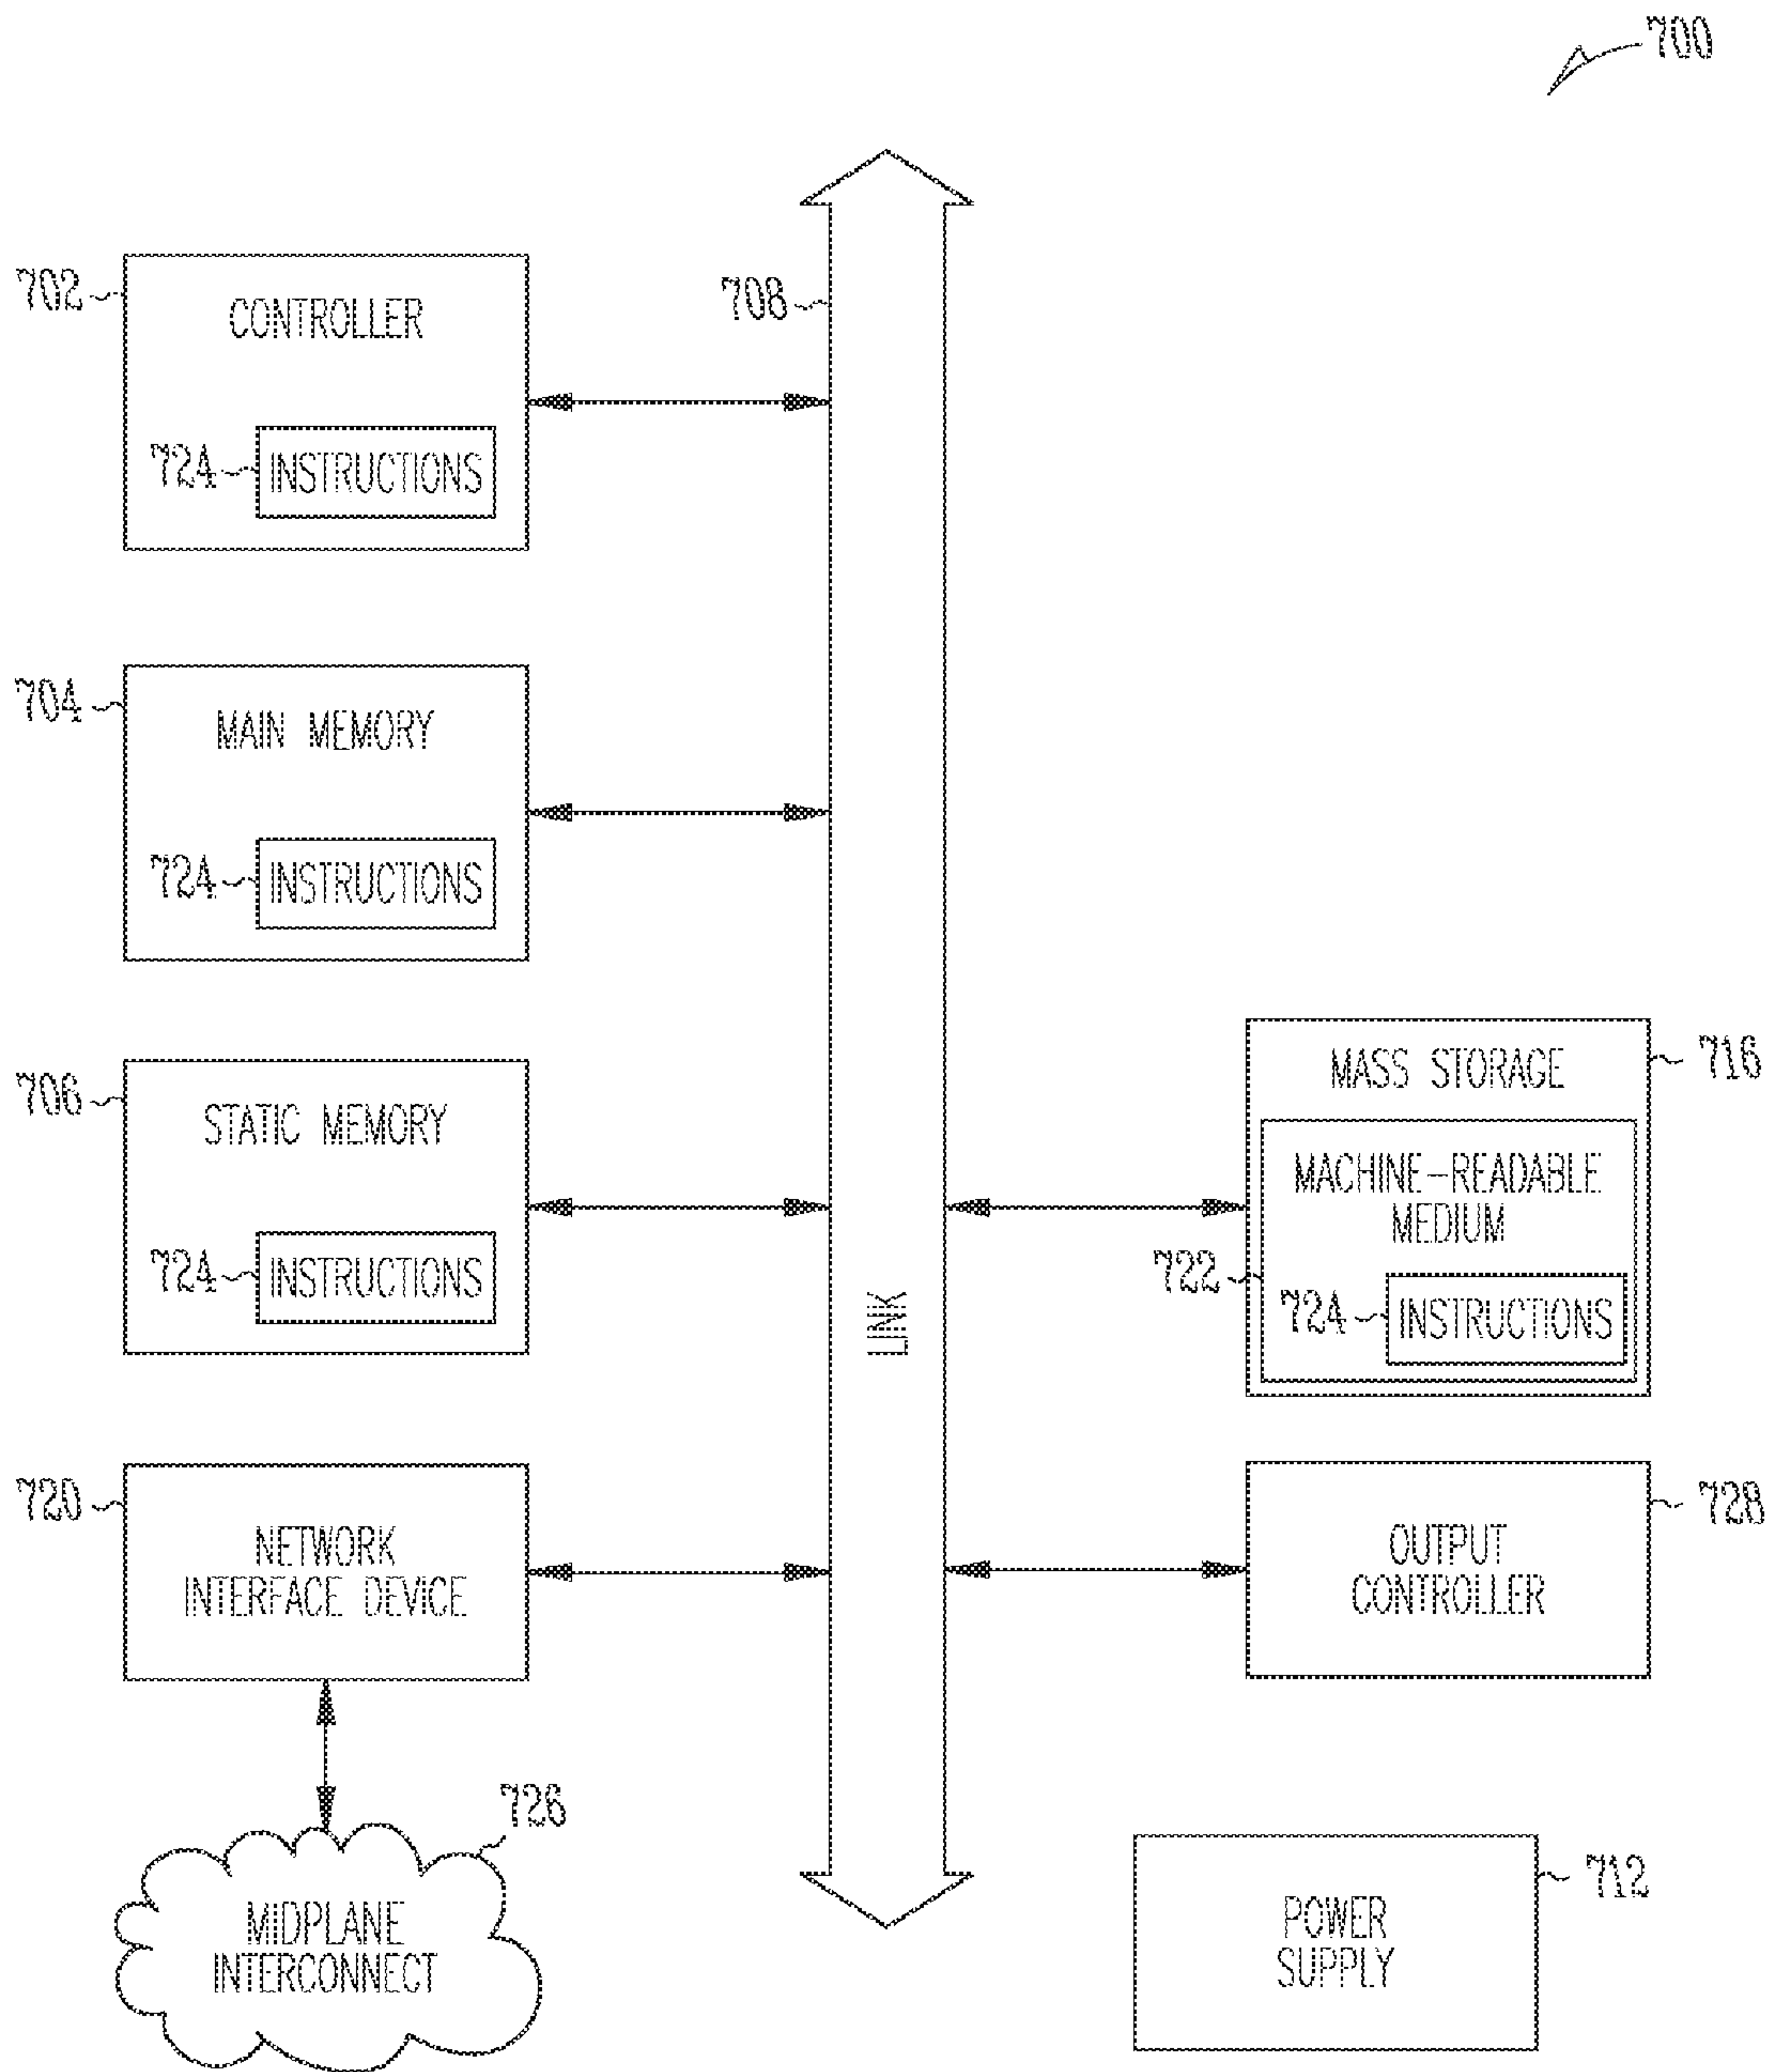 700
702
CONTROLLER
708
724
INSTRUCTIONS
704
MAIN MEMORY
724
INSTRUCTIONS
706
STATIC MEMORY
724
INSTRUCTIONS
LINK
716
MASS STORAGE
MACHINE-READABLE
MEDIUM
722
724
INSTRUCTIONS
720
NETWORK
INTERFACE DEVICE
728
OUTPUT
CONTROLLER
726
MIDPLANE
INTERCONNECT
712
POWER
SUPPLY